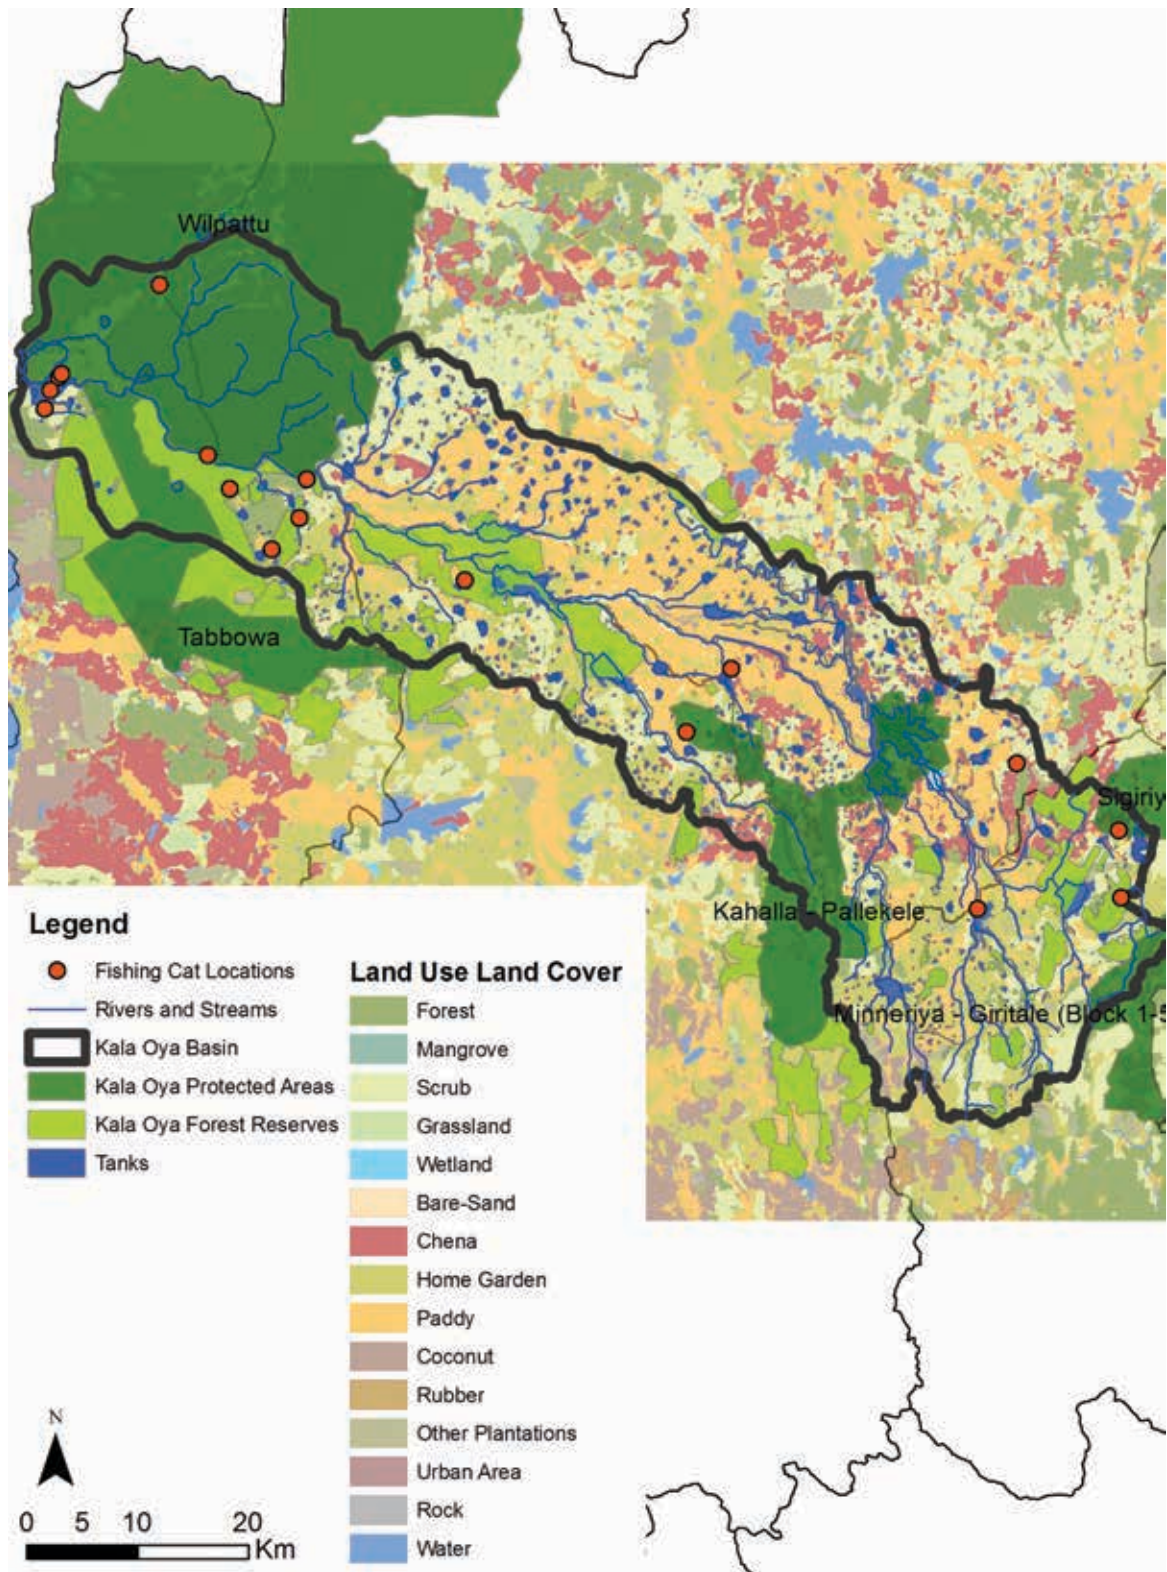 Wilpattu
Tabbowa
Sigiriy
Kahalla - Pallekele
Minneriya - Giritale (Block 1-5
Legend
Fishing Cat Locations
Rivers and Streams
Kala Oya Basin
Kala Oya Protected Areas
Kala Oya Forest Reserves
Tanks
Land Use Land Cover
Forest
Mangrove
Scrub
Grassland
Wetland
Bare-Sand
Chena
Home Garden
Paddy
Coconut
Rubber
Other Plantations
Urban Area
Rock
Water
N
0 5 10 20
Km